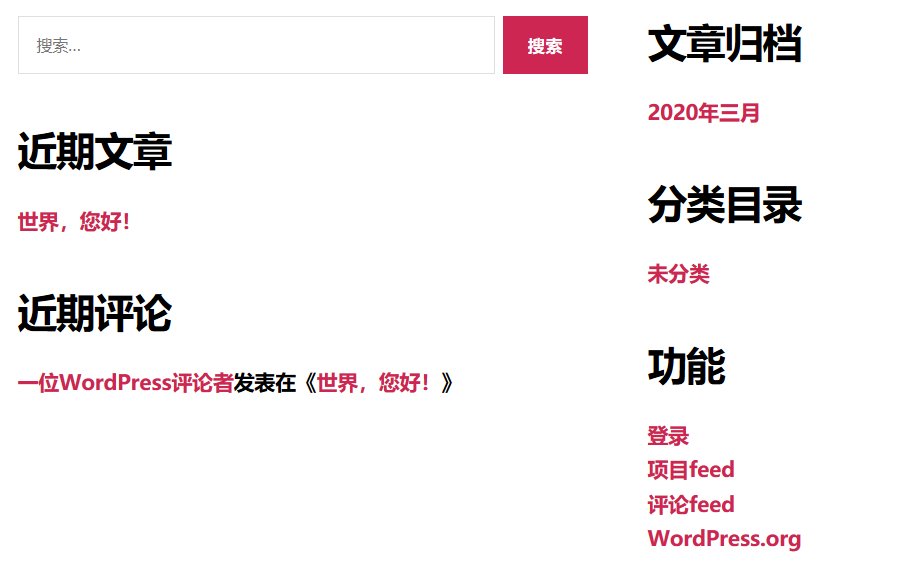 搜索...
搜索
近期文章
世界，您好！
近期评论
一位WordPress评论者发表在《世界，您好！》
文章归档
2020年三月
分类目录
未分类
功能
登录
项目feed
评论feed
WordPress.org